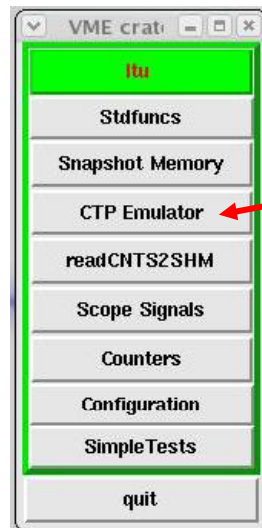 VME crat
ltu
Stdfuncs
Snapshot Memory
CTP Emulator
readCNTS2SHM
Scope Signals
Counters
Configuration
SimpleTests
quit